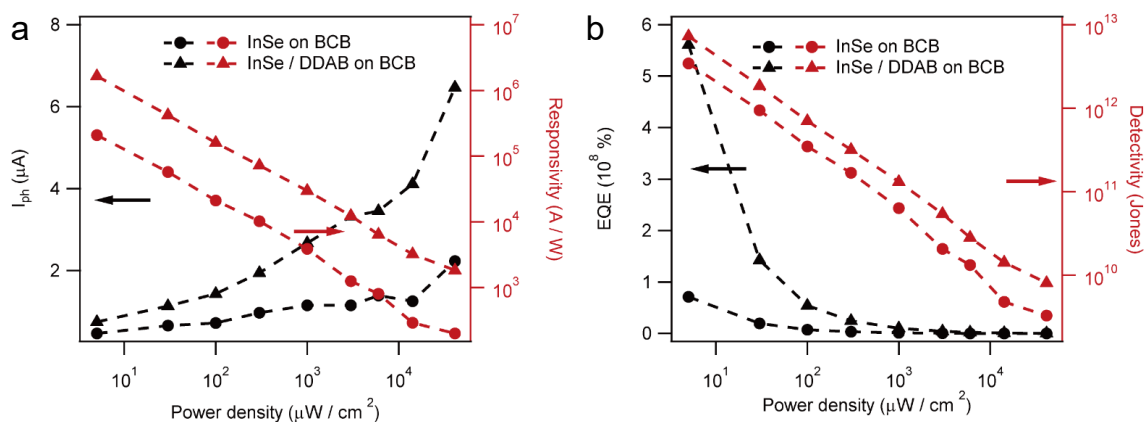 a
InSe on BCB
InSe / DDAB on BCB
8
6
4
2
I_ph (μA)
10^7
10^6
10^5
10^4
10^3
Responsivity (A / W)
10^1
10^2
10^3
10^4
Power density (μW / cm^2)
b
InSe on BCB
InSe / DDAB on BCB
6
5
4
3
2
1
0
EQE (10^8 %)
10^13
10^12
10^11
10^10
Detectivity (Jones)
10^1
10^2
10^3
10^4
Power density (μW / cm^2)